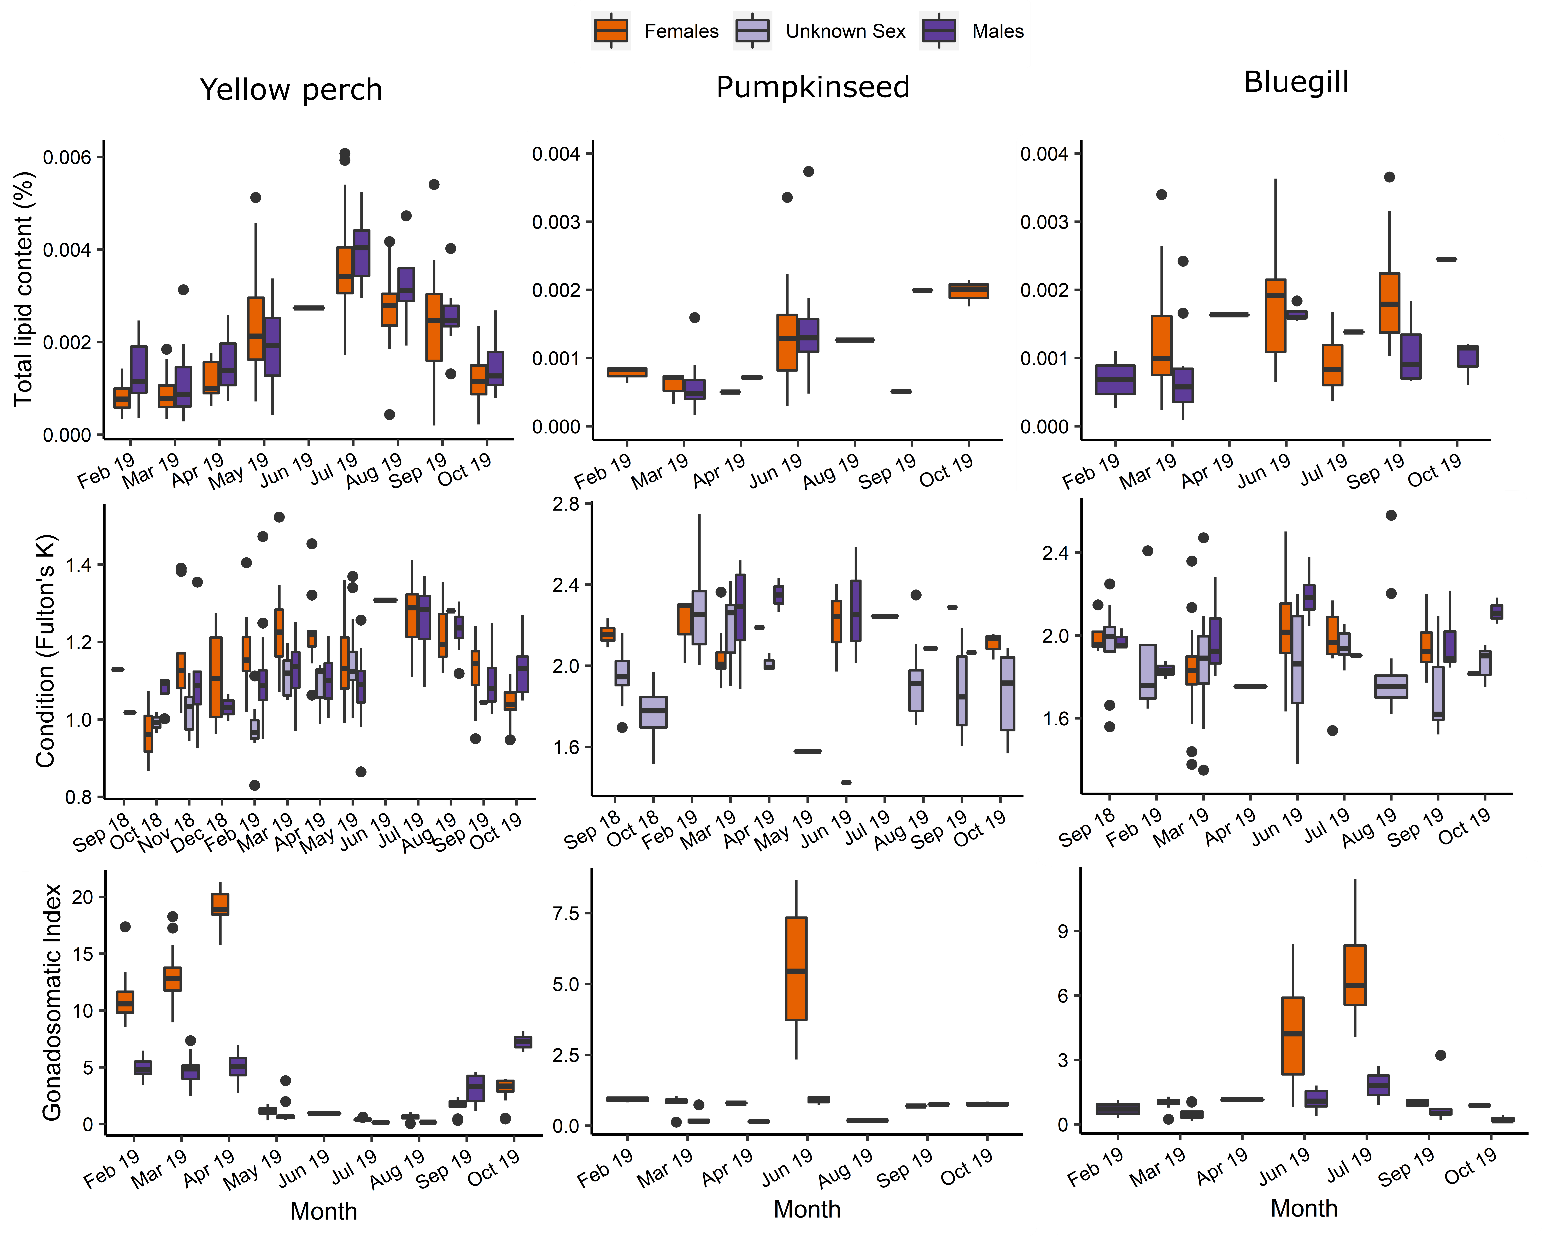 Females Unknown Sex Males
Yellow perch Pumpkinseed Bluegill
Total lipid content (%)
0.006
0.004
0.002
0.000
Feb 19 Mar 19 Apr 19 May 19 Jun 19 Jul 19 Aug 19 Sep 19 Oct 19
0.004
0.003
0.002
0.001
0.000
Feb 19 Mar 19 Apr 19 Jun 19 Aug 19 Sep 19 Oct 19
0.004
0.003
0.002
0.001
0.000
Feb 19 Mar 19 Apr 19 Jun 19 Jul 19 Sep 19 Oct 19
Condition (Fulton's K)
1.4
1.2
1.0
0.8
Sep 18 Oct 18 Nov 18 Dec 18 Feb 19 Mar 19 Apr 19 May 19 Jun 19 Jul 19 Aug 19 Sep 19 Oct 19
2.8
2.4
2.0
1.6
Sep 18 Oct 18 Feb 19 Mar 19 Apr 19 May 19 Jun 19 Jul 19 Aug 19 Sep 19 Oct 19
2.4
2.0
1.6
Sep 18 Feb 19 Mar 19 Apr 19 Jun 19 Jul 19 Aug 19 Sep 19 Oct 19
Gonadosomatic Index
20
15
10
5
0
Feb 19 Mar 19 Apr 19 May 19 Jun 19 Jul 19 Aug 19 Sep 19 Oct 19
Month
7.5
5.0
2.5
0.0
Feb 19 Mar 19 Apr 19 Jun 19 Aug 19 Sep 19 Oct 19
Month
9
6
3
0
Feb 19 Mar 19 Apr 19 Jun 19 Jul 19 Sep 19 Oct 19
Month